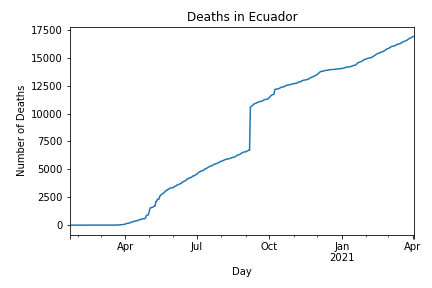 Deaths in Ecuador
17500
15000
12500
10000
7500
5000
2500
0
Number of Deaths
Apr
Jul
Oct
Jan
2021
Apr
Day